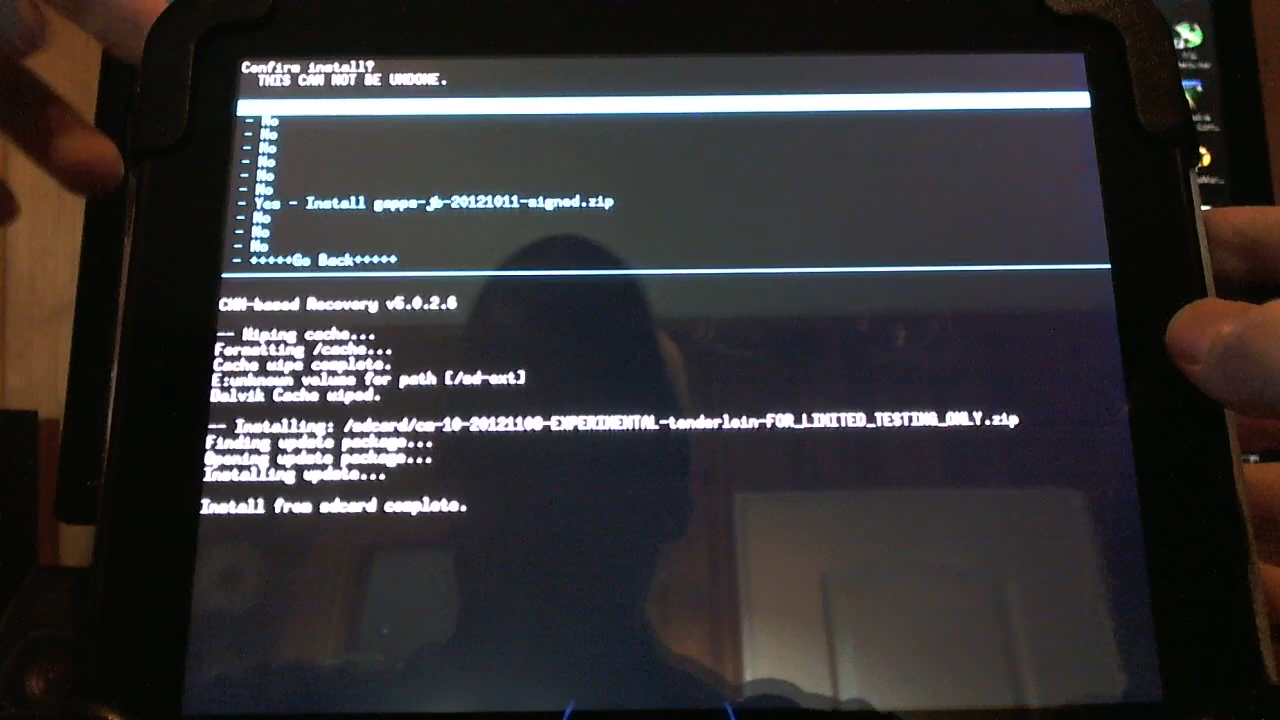 Confirm install?
THIS CAN NOT BE UNDONE.
- No
- No
- No
- No
- No
- No
- Yes - Install gapps-jb-20121011-signed.zip
- No
- No
- No
- +++++Go Back+++++
CWM-based Recovery v5.0.2.6
-- Wiping cache...
Formatting /cache...
Cache wipe complete.
E:unknown volume for path [/sd-ext]
Dalvik Cache wiped.
-- Installing: /sdcard/cm-10-20121108-EXPERIMENTAL-tenderloin-FOR_LIMITED_TESTING_ONLY.zip
Finding update package...
Opening update package...
Installing update...
Install from sdcard complete.